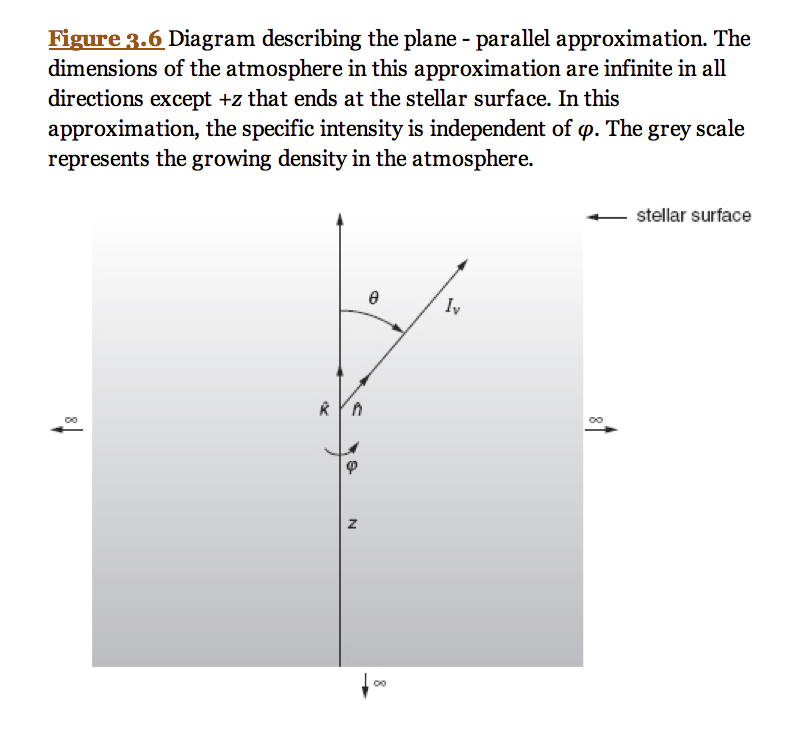 Figure 3.6 Diagram describing the plane - parallel approximation. The
dimensions of the atmosphere in this approximation are infinite in all
directions except +z that ends at the stellar surface. In this
approximation, the specific intensity is independent of φ. The grey scale
represents the growing density in the atmosphere.
stellar surface
θ
Iν
k̂ n̂
∞ ∞
φ
z
∞